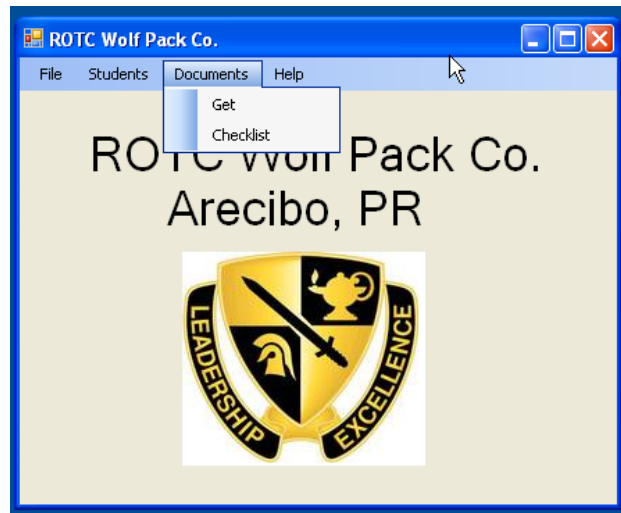 ROTC Wolf Pack Co.
File Students Documents Help
Get
Checklist
ROTC Wolf Pack Co.
Arecibo, PR
LEADERSHIP
EXCELLENCE